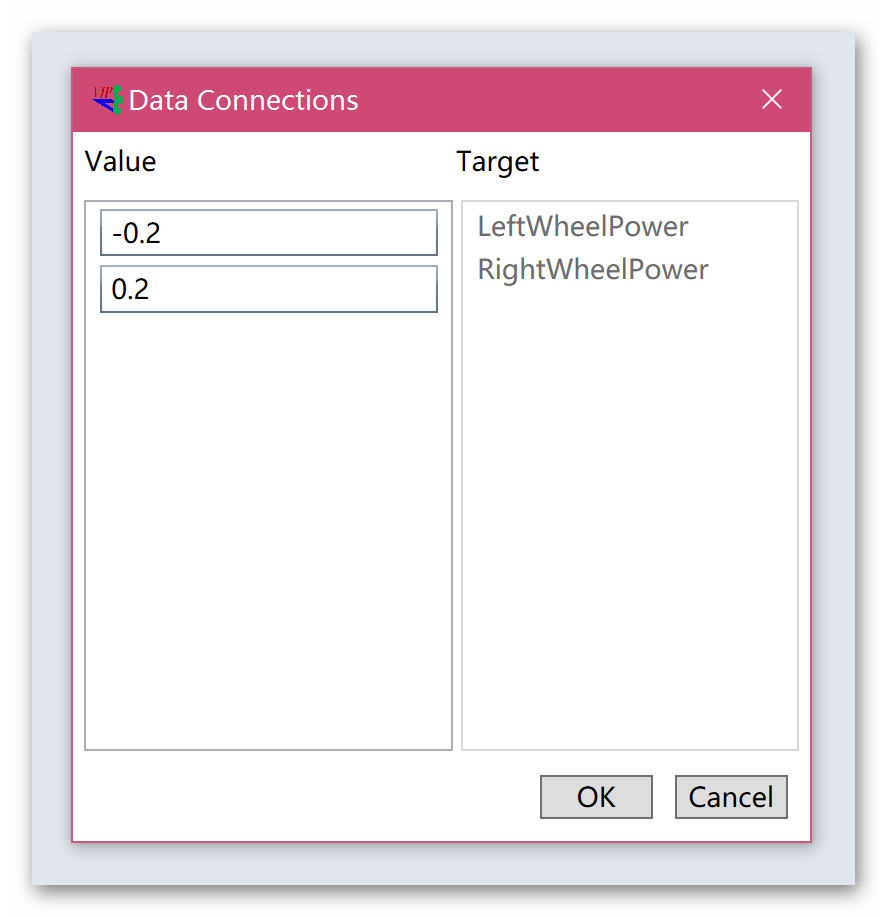 Data Connections
Value Target
-0.2 LeftWheelPower
0.2 RightWheelPower
OK Cancel